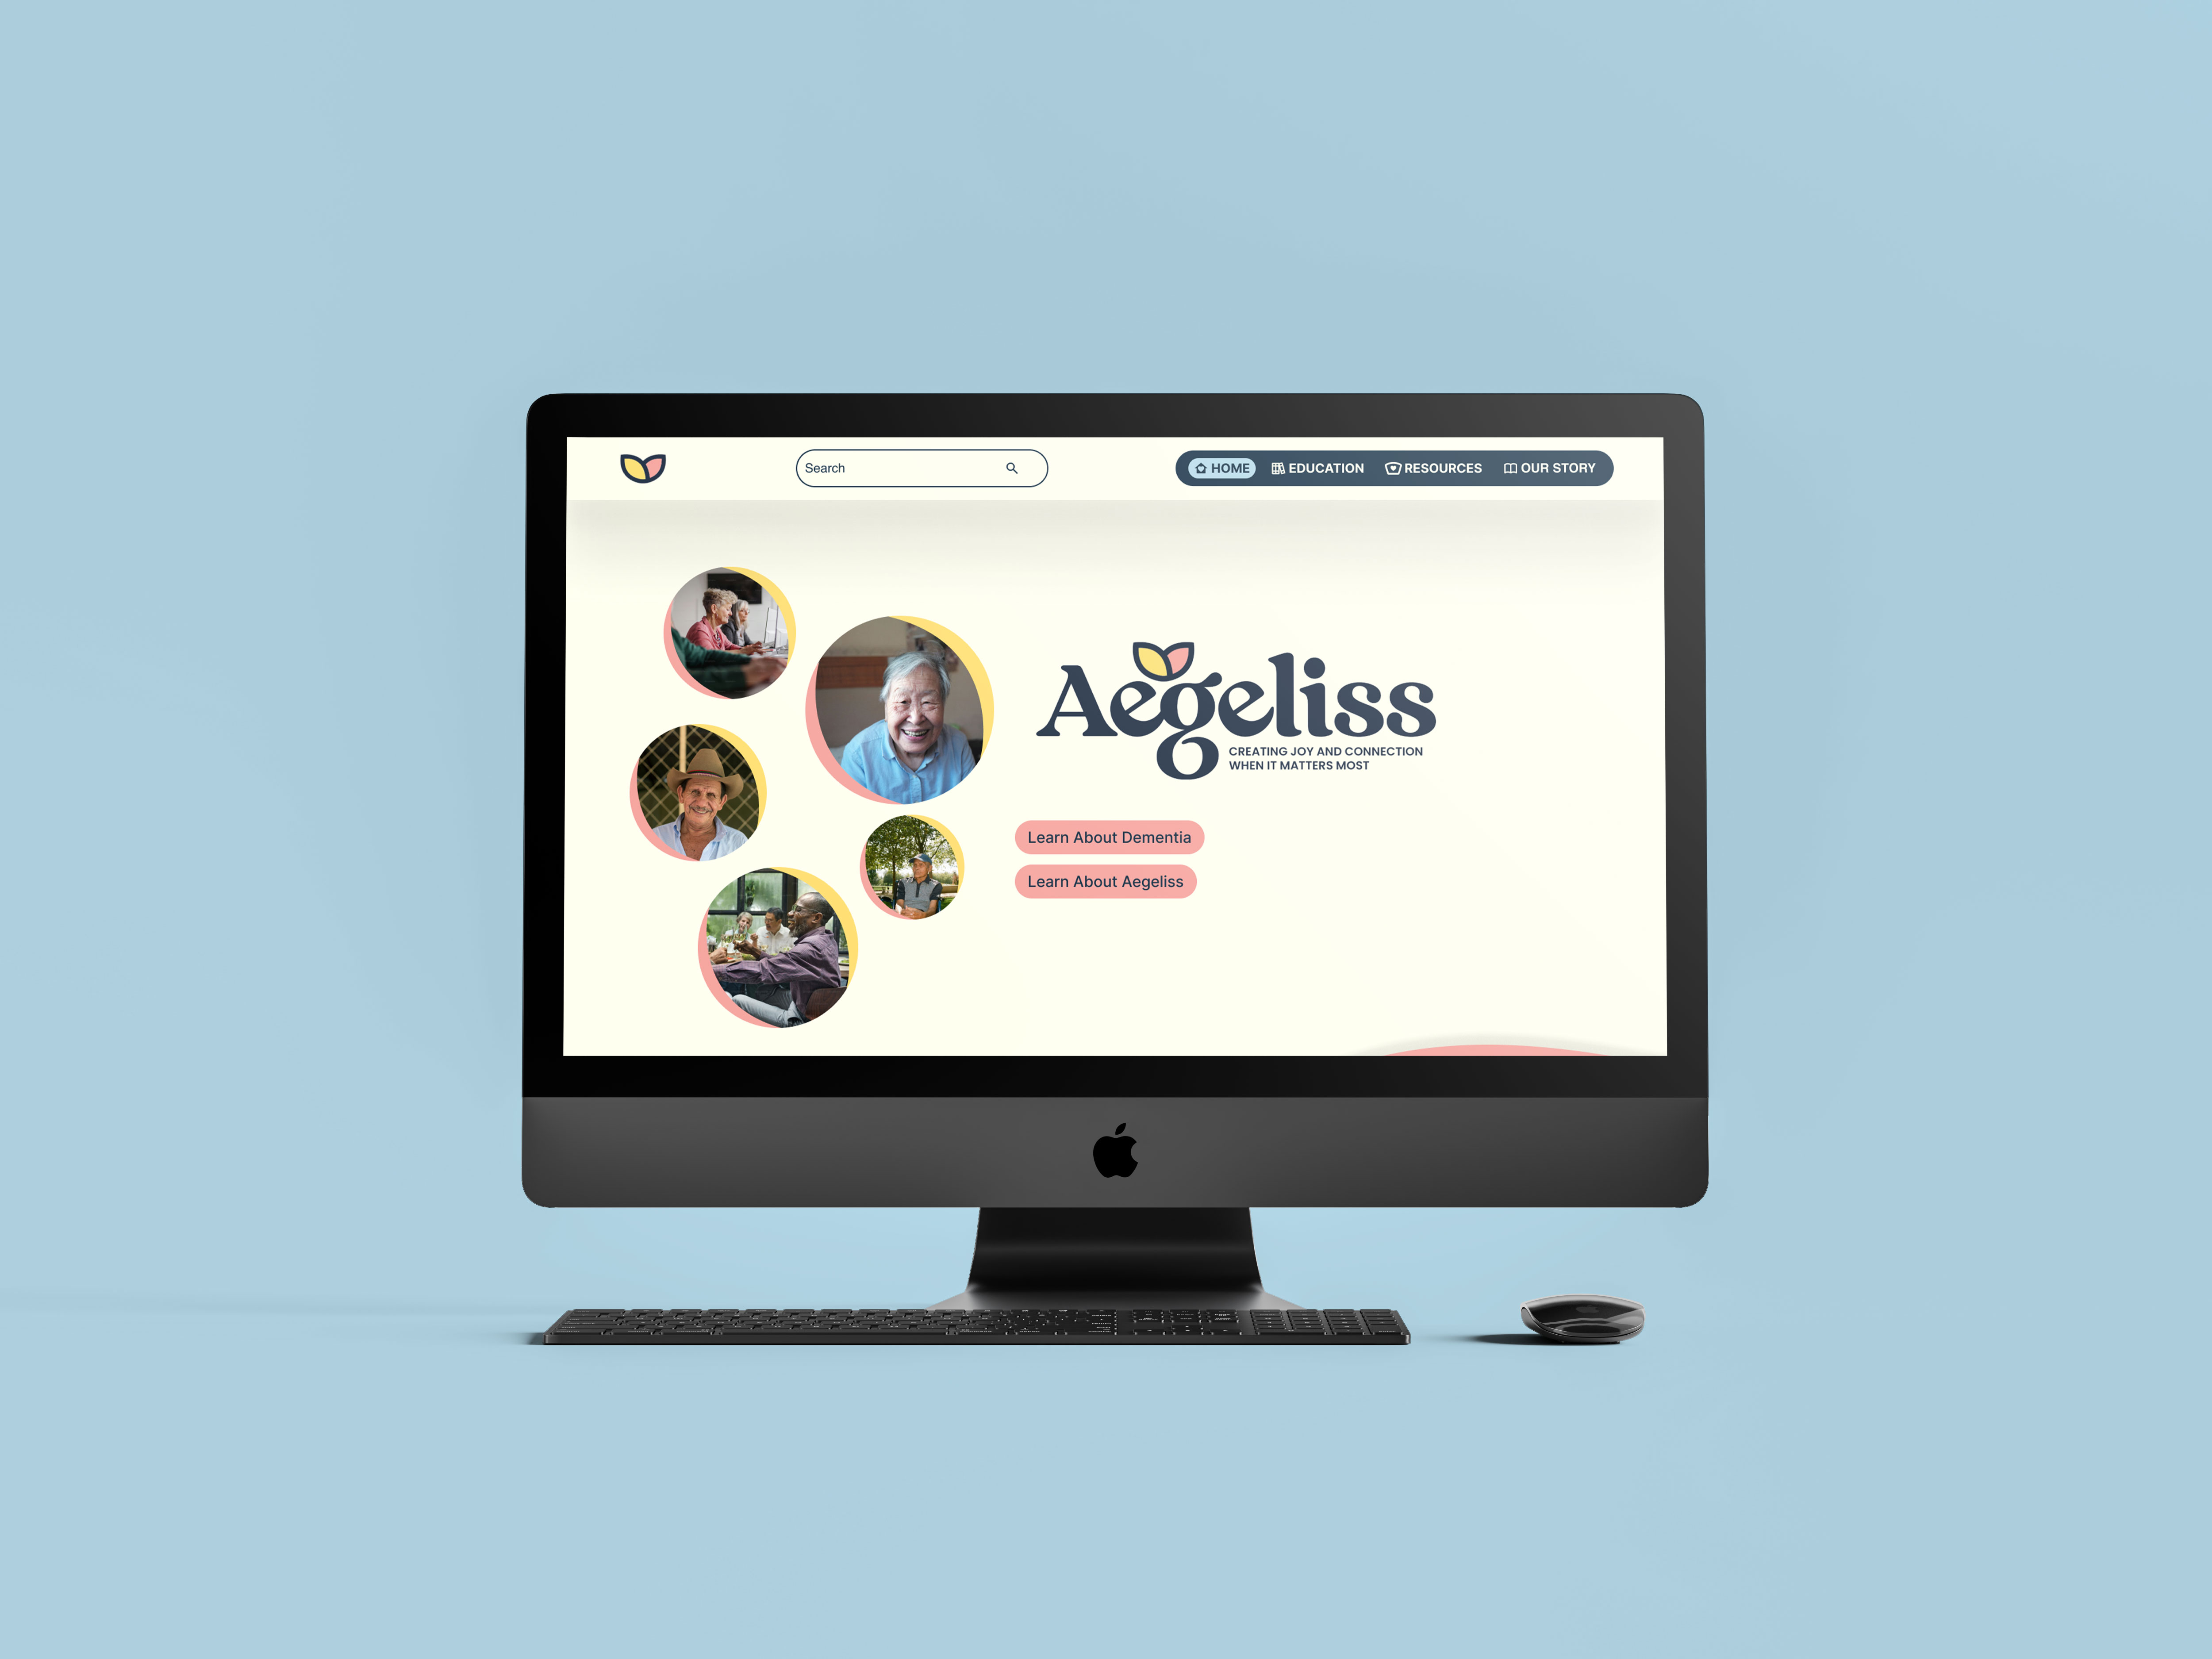 Search
HOME EDUCATION RESOURCES OUR STORY
Aegeliss
CREATING JOY AND CONNECTION
WHEN IT MATTERS MOST
Learn About Dementia
Learn About Aegeliss